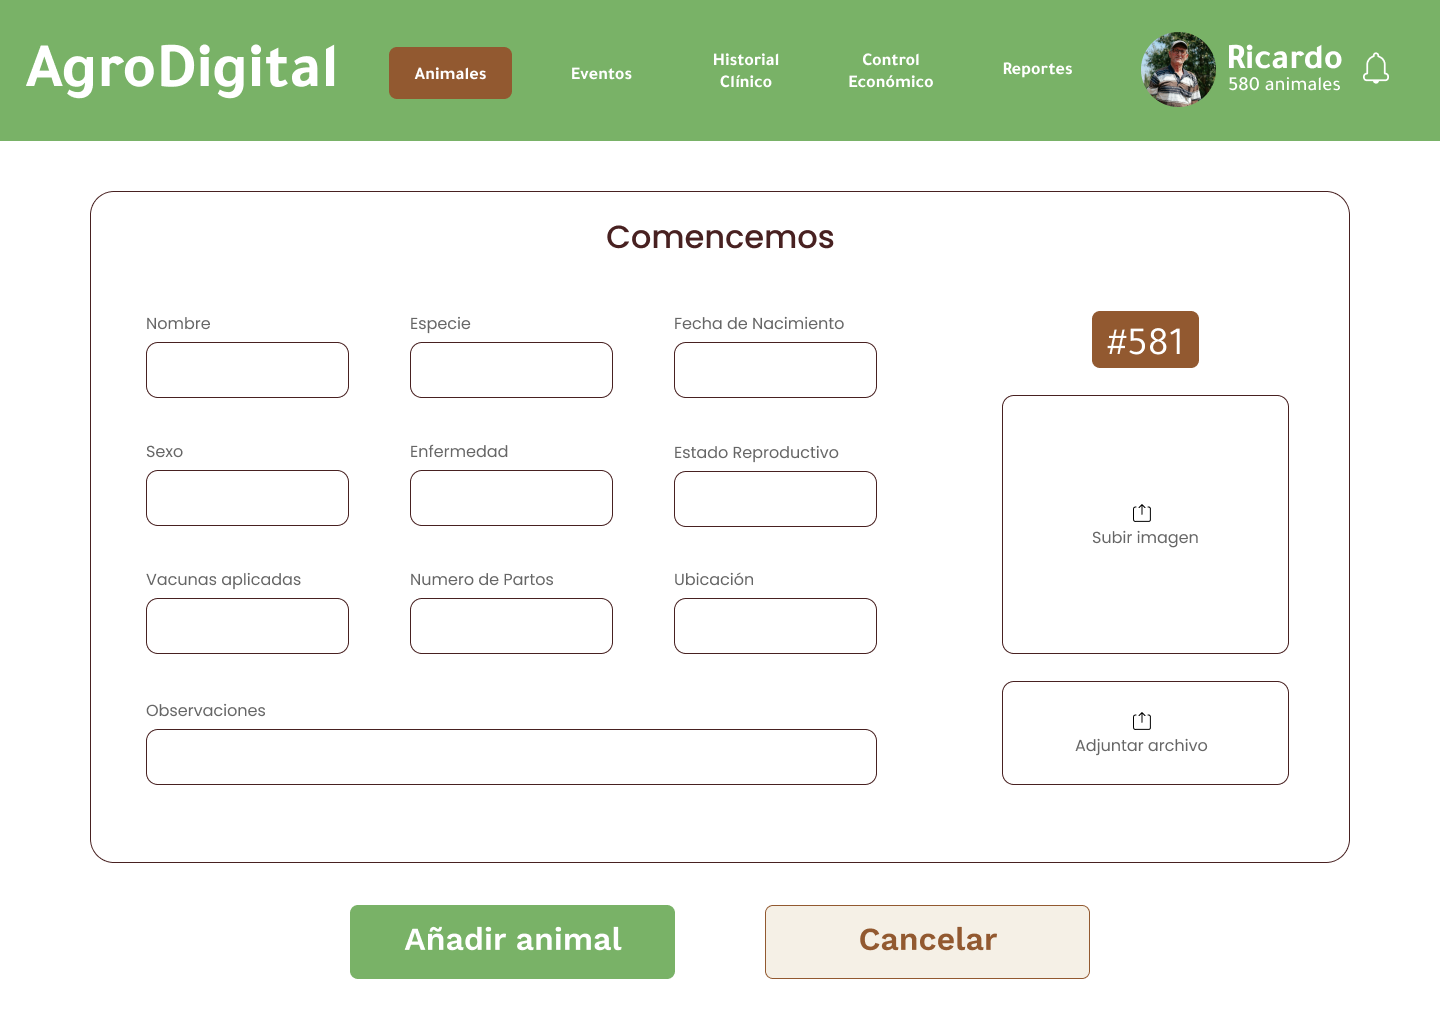 AgroDigital
Animales
Eventos
Historial
Clínico
Control
Económico
Reportes
Ricardo
580 animales
Comencemos
Nombre
Especie
Fecha de Nacimiento
#581
Sexo
Enfermedad
Estado Reproductivo
Subir imagen
Vacunas aplicadas
Numero de Partos
Ubicación
Observaciones
Adjuntar archivo
Añadir animal
Cancelar